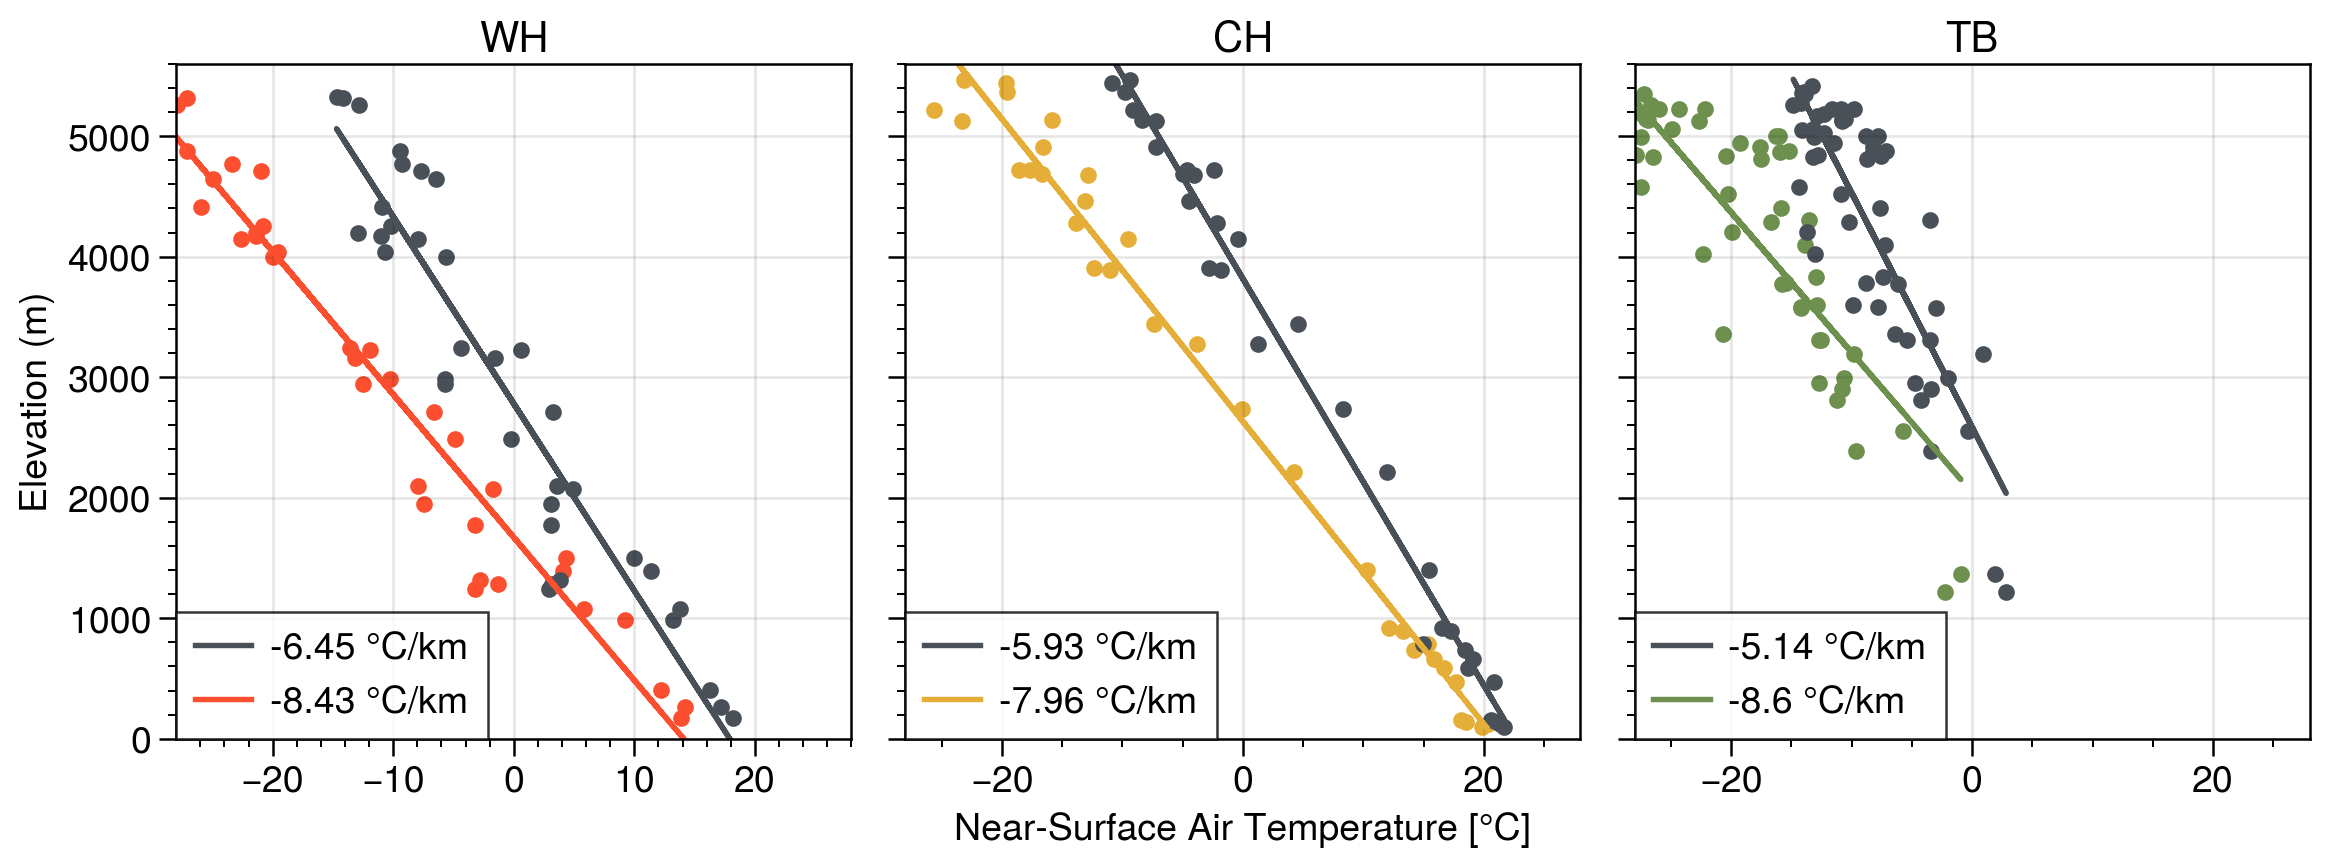 WH CH TB
Elevation (m)
5000
4000
3000
2000
1000
0
-6.45 °C/km
-8.43 °C/km
-5.93 °C/km
-7.96 °C/km
-5.14 °C/km
-8.6 °C/km
−20 −10 0 10 20
−20 0 20
−20 0 20
Near-Surface Air Temperature [°C]